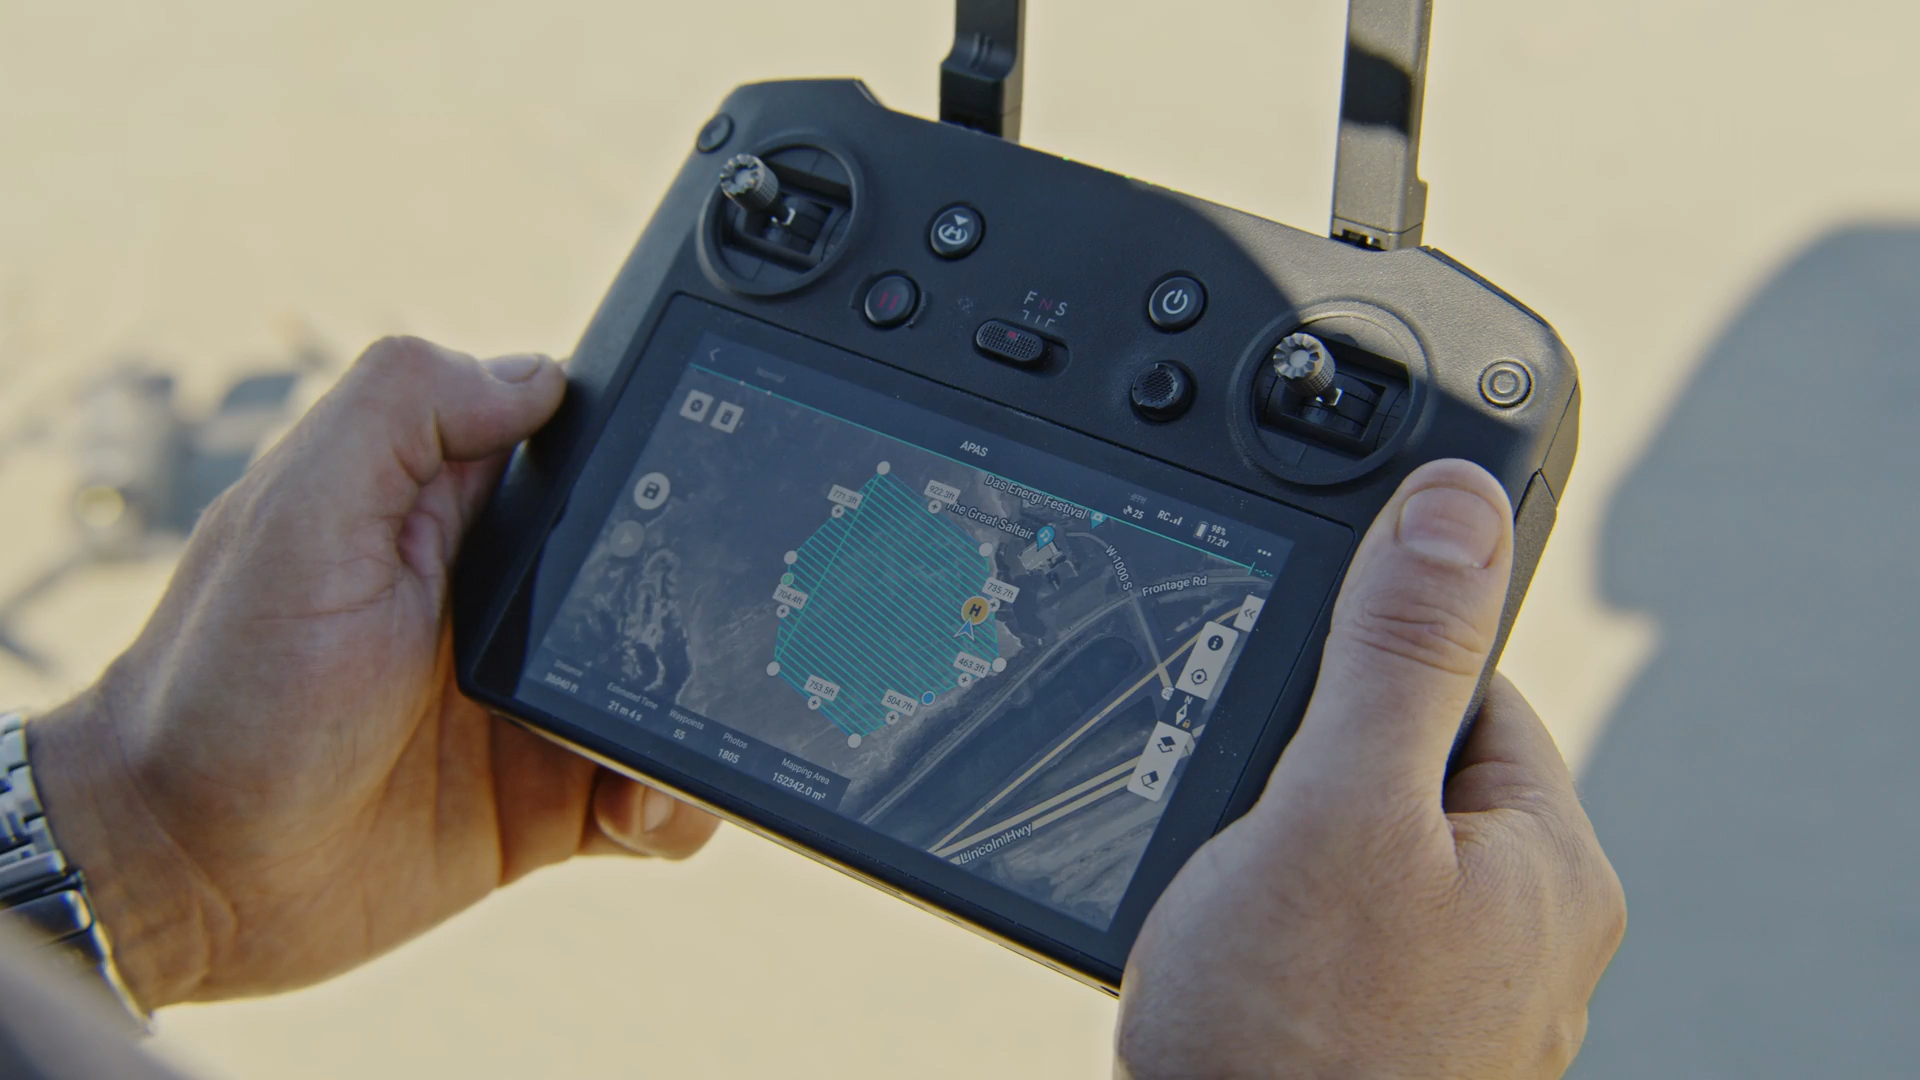 F N S
Normal
APAS
25
RC
98%
17.2V
Das Energi Festival
The Great Saltair
W 1000 S
Frontage Rd
771.3ft
922.3ft
704.4ft
735.7ft
H
463.3ft
753.5ft
504.7ft
N
Lincoln Hwy
Distance
Estimated Time
21 m 4 s
Waypoints
55
Photos
1805
Mapping Area
152342.0 m²